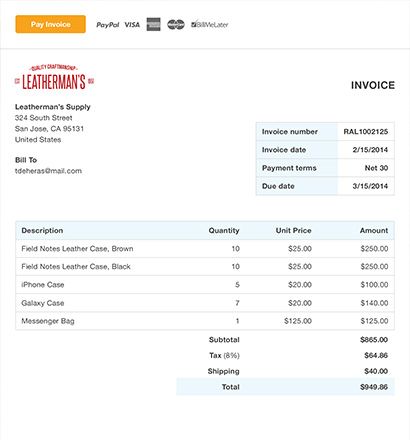 Pay Invoice PayPal VISA BillMeLater
QUALITY CRAFTMANSHIP
LEATHERMAN'S
INVOICE
Leatherman's Supply
324 South Street
San Jose, CA 95131
United States
Bill To
tdeheras@mail.com
Invoice number RAL1002125
Invoice date 2/15/2014
Payment terms Net 30
Due date 3/15/2014
Description Quantity Unit Price Amount
Field Notes Leather Case, Brown 10 $25.00 $250.00
Field Notes Leather Case, Black 10 $25.00 $250.00
iPhone Case 5 $20.00 $100.00
Galaxy Case 7 $20.00 $140.00
Messenger Bag 1 $125.00 $125.00
Subtotal $865.00
Tax (8%) $64.86
Shipping $40.00
Total $949.86